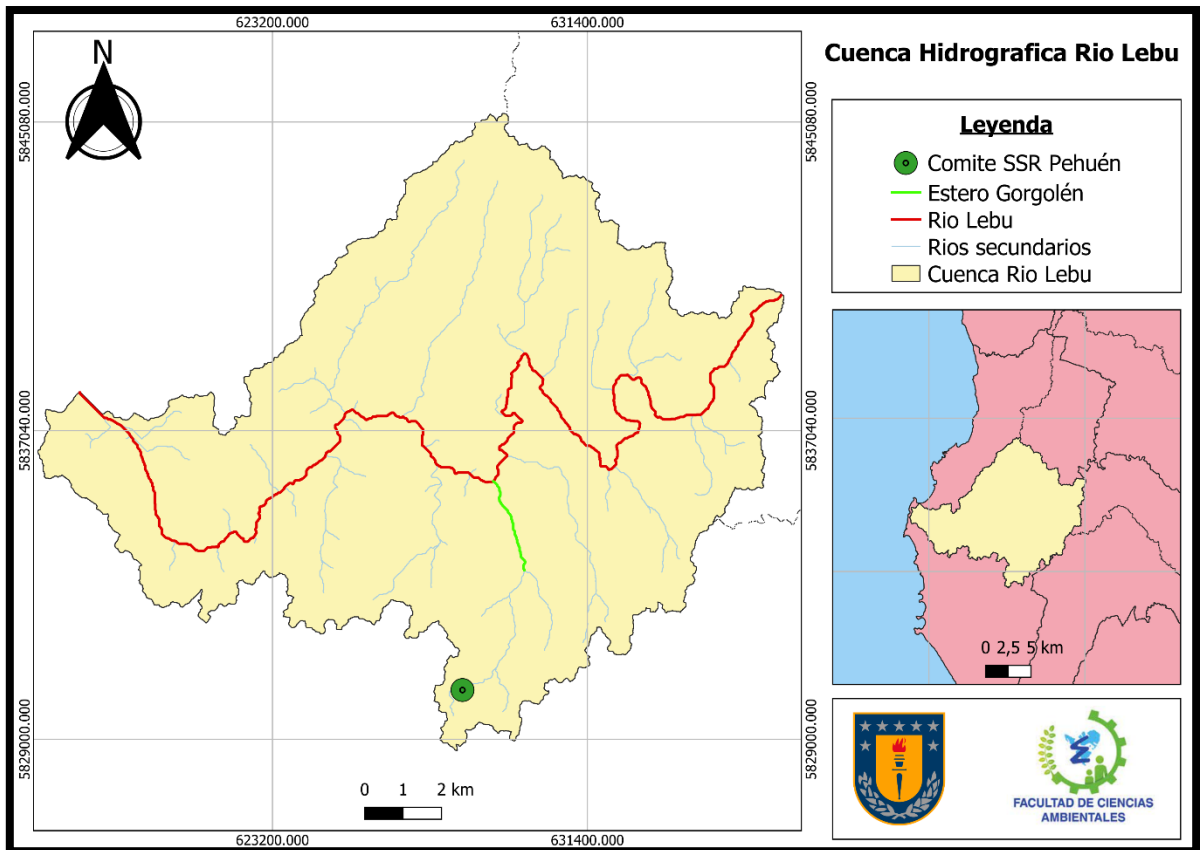 623200.000
631400.000
Cuenca Hidrografica Rio Lebu
N
5845080.000
5845080.000
Leyenda
Comite SSR Pehuén
Estero Gorgolén
Rio Lebu
Rios secundarios
Cuenca Rio Lebu
5837040.000
5837040.000
0 2,5 5 km
5829000.000
5829000.000
0 1 2 km
FACULTAD DE CIENCIAS
AMBIENTALES
623200.000
631400.000